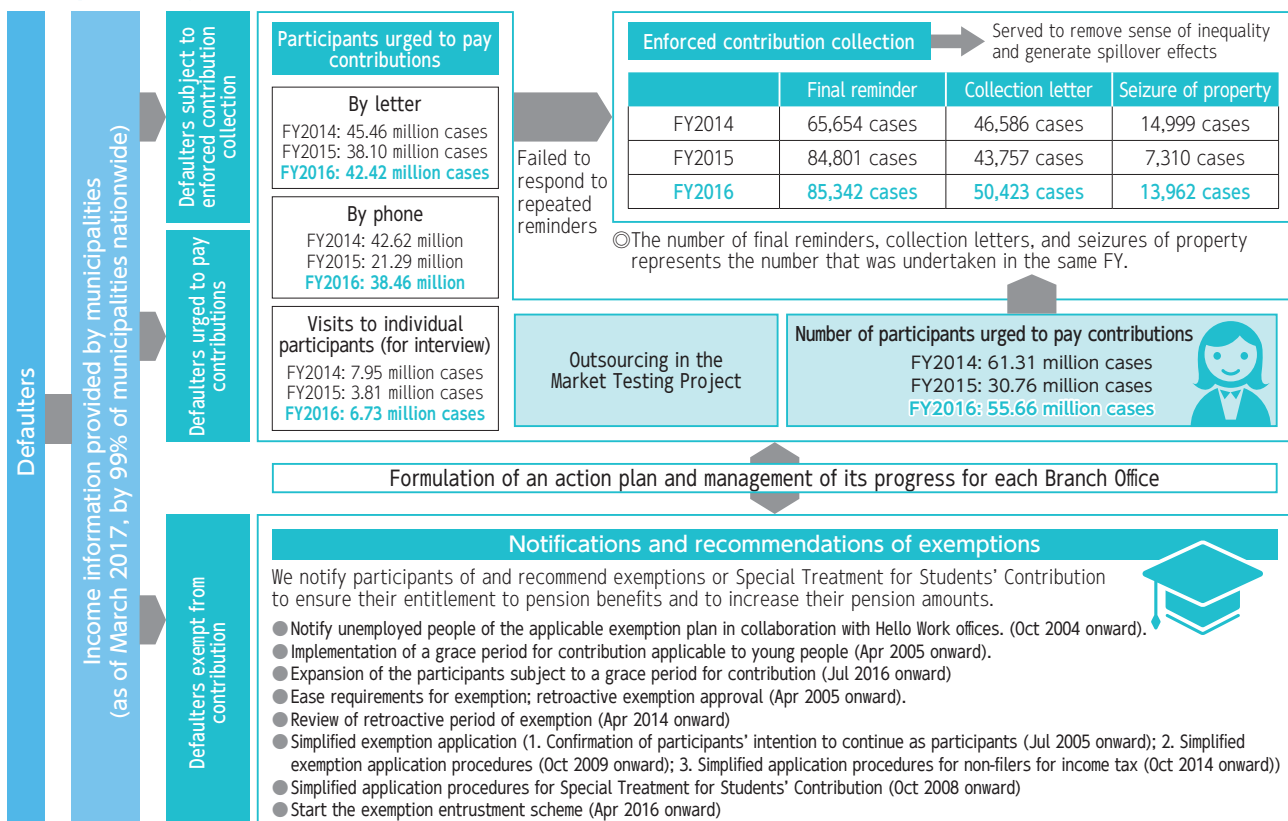 Defaulters
Income information provided by municipalities
(as of March 2017, by 99% of municipalities nationwide)
Defaulters subject to
enforced contribution
collection
Participants urged to pay
contributions
By letter
FY2014: 45.46 million cases
FY2015: 38.10 million cases
FY2016: 42.42 million cases
By phone
FY2014: 42.62 million
FY2015: 21.29 million
FY2016: 38.46 million
Visits to individual
participants (for interview)
FY2014: 7.95 million cases
FY2015: 3.81 million cases
FY2016: 6.73 million cases
Defaulters urged to pay
contributions
Failed to
respond to
repeated
reminders
Enforced contribution collection
Served to remove sense of inequality
and generate spillover effects
Final reminder Collection letter Seizure of property
FY2014 65,654 cases 46,586 cases 14,999 cases
FY2015 84,801 cases 43,757 cases 7,310 cases
FY2016 85,342 cases 50,423 cases 13,962 cases
◎The number of final reminders, collection letters, and seizures of property
represents the number that was undertaken in the same FY.
Outsourcing in the
Market Testing Project
Number of participants urged to pay contributions
FY2014: 61.31 million cases
FY2015: 30.76 million cases
FY2016: 55.66 million cases
Formulation of an action plan and management of its progress for each Branch Office
Defaulters exempt from
contribution
Notifications and recommendations of exemptions
We notify participants of and recommend exemptions or Special Treatment for Students' Contribution
to ensure their entitlement to pension benefits and to increase their pension amounts.
●Notify unemployed people of the applicable exemption plan in collaboration with Hello Work offices. (Oct 2004 onward).
●Implementation of a grace period for contribution applicable to young people (Apr 2005 onward).
●Expansion of the participants subject to a grace period for contribution (Jul 2016 onward)
●Ease requirements for exemption; retroactive exemption approval (Apr 2005 onward).
●Review of retroactive period of exemption (Apr 2014 onward)
●Simplified exemption application (1. Confirmation of participants' intention to continue as participants (Jul 2005 onward); 2. Simplified
exemption application procedures (Oct 2009 onward); 3. Simplified application procedures for non-filers for income tax (Oct 2014 onward))
●Simplified application procedures for Special Treatment for Students' Contribution (Oct 2008 onward)
●Start the exemption entrustment scheme (Apr 2016 onward)